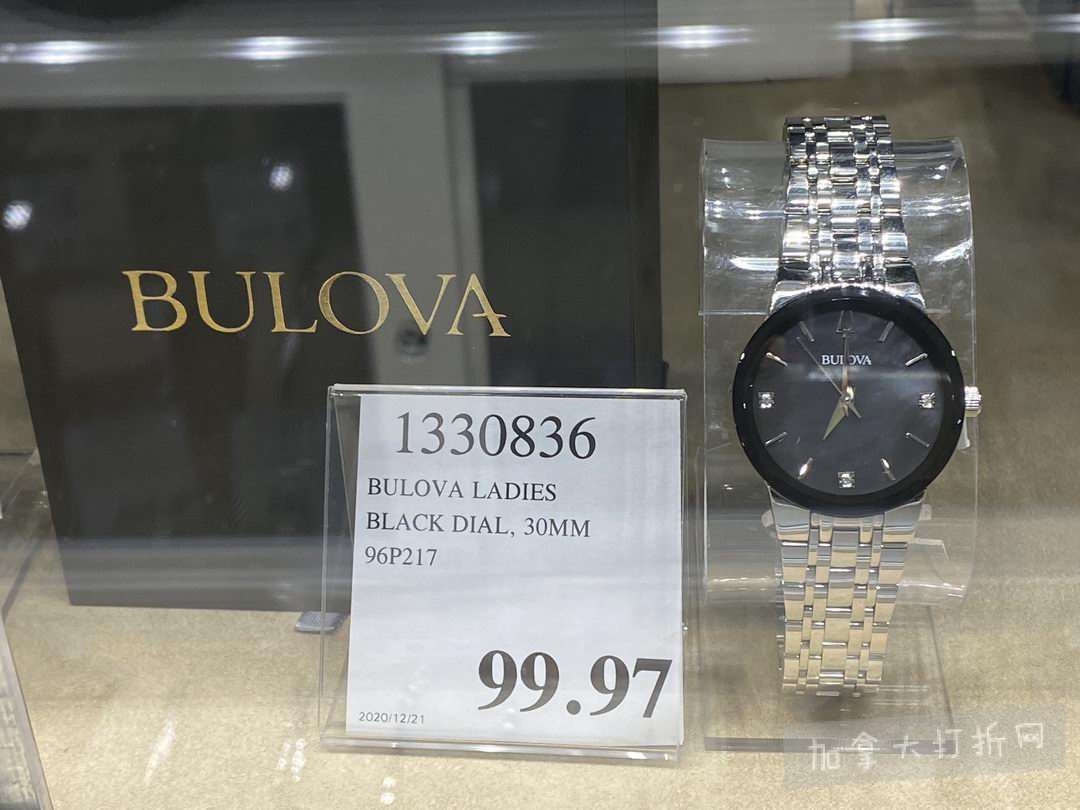 BULOVA
BULOVA
1330836
BULOVA LADIES
BLACK DIAL, 30MM
96P217
99.97
2020/12/21
加拿大打折网